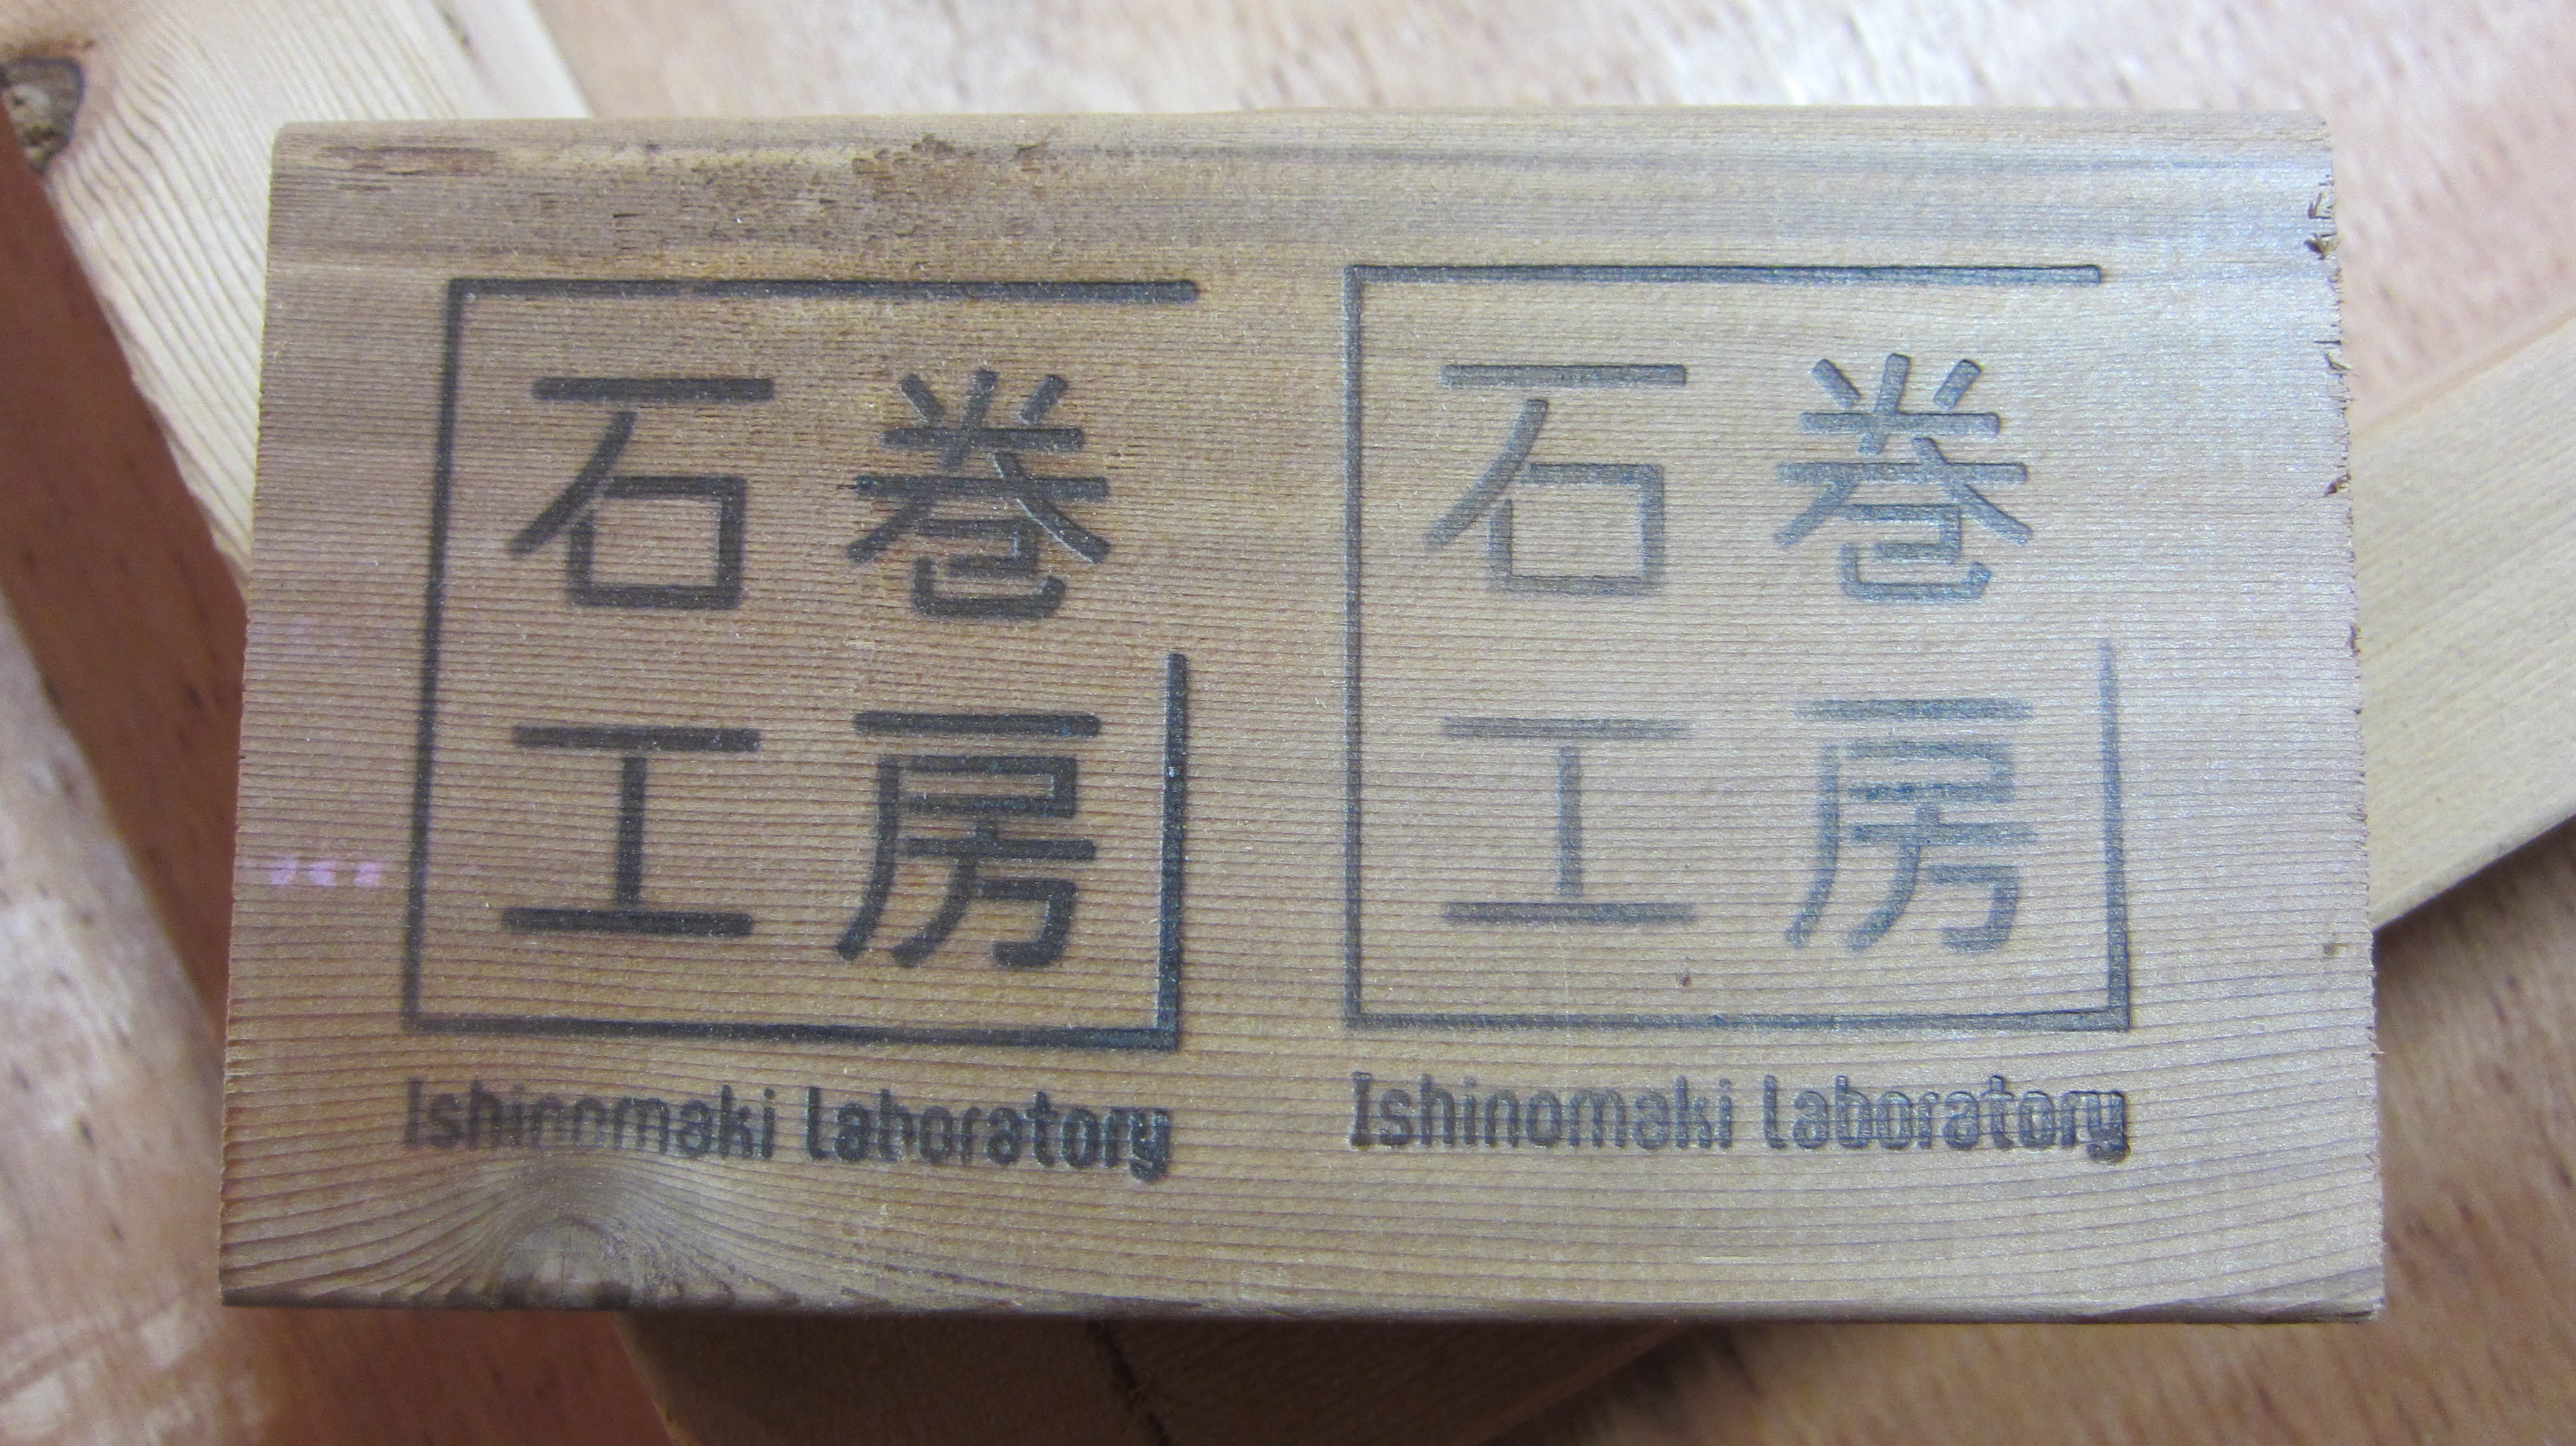 石巻
工房
Ishinomaki Laboratory
石巻
工房
Ishinomaki Laboratory